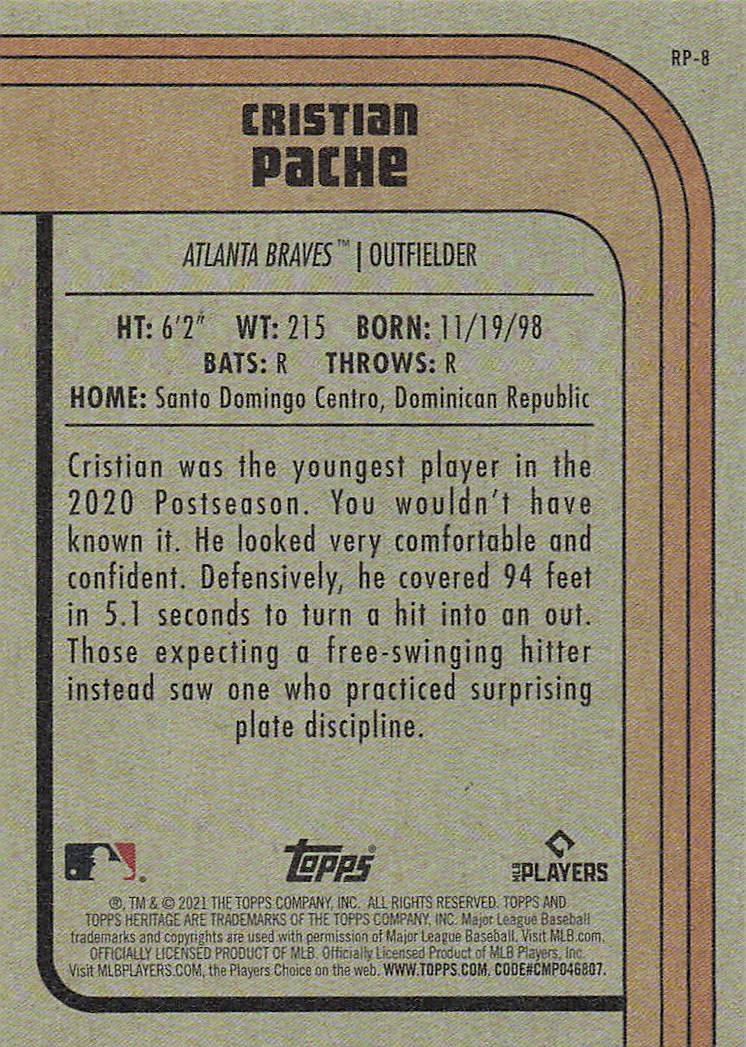 RP-8
CRISTIAN
PACHE
ATLANTA BRAVES™ | OUTFIELDER
HT: 6'2" WT: 215 BORN: 11/19/98
BATS: R THROWS: R
HOME: Santo Domingo Centro, Dominican Republic
Cristian was the youngest player in the
2020 Postseason. You wouldn't have
known it. He looked very comfortable and
confident. Defensively, he covered 94 feet
in 5.1 seconds to turn a hit into an out.
Those expecting a free-swinging hitter
instead saw one who practiced surprising
plate discipline.
Topps®
MLB PLAYERS
®, TM & © 2021 THE TOPPS COMPANY, INC. ALL RIGHTS RESERVED. TOPPS AND
TOPPS HERITAGE ARE TRADEMARKS OF THE TOPPS COMPANY, INC. Major League Baseball
trademarks and copyrights are used with permission of Major League Baseball. Visit MLB.com.
OFFICIALLY LICENSED PRODUCT OF MLB. Officially Licensed Product of MLB Players, Inc.
Visit MLBPLAYERS.COM, the Players Choice on the web. WWW.TOPPS.COM. CODE#CMP046807.